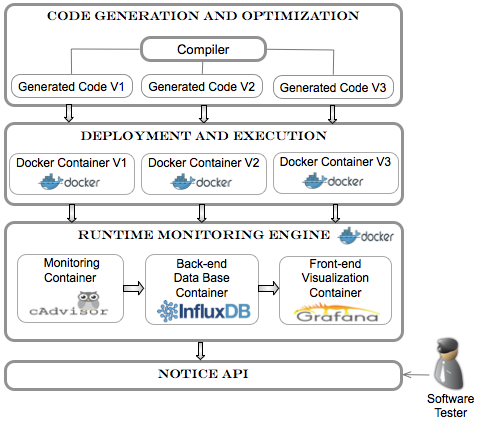 CODE GENERATION AND OPTIMIZATION
Compiler
Generated Code V1
Generated Code V2
Generated Code V3
DEPLOYMENT AND EXECUTION
Docker Container V1
docker
Docker Container V2
docker
Docker Container V3
docker
RUNTIME MONITORING ENGINE
docker
Monitoring
Container
cAdvisor
Back-end
Data Base
Container
InfluxDB
Front-end
Visualization
Container
Grafana
NOTICE API
Software
Tester